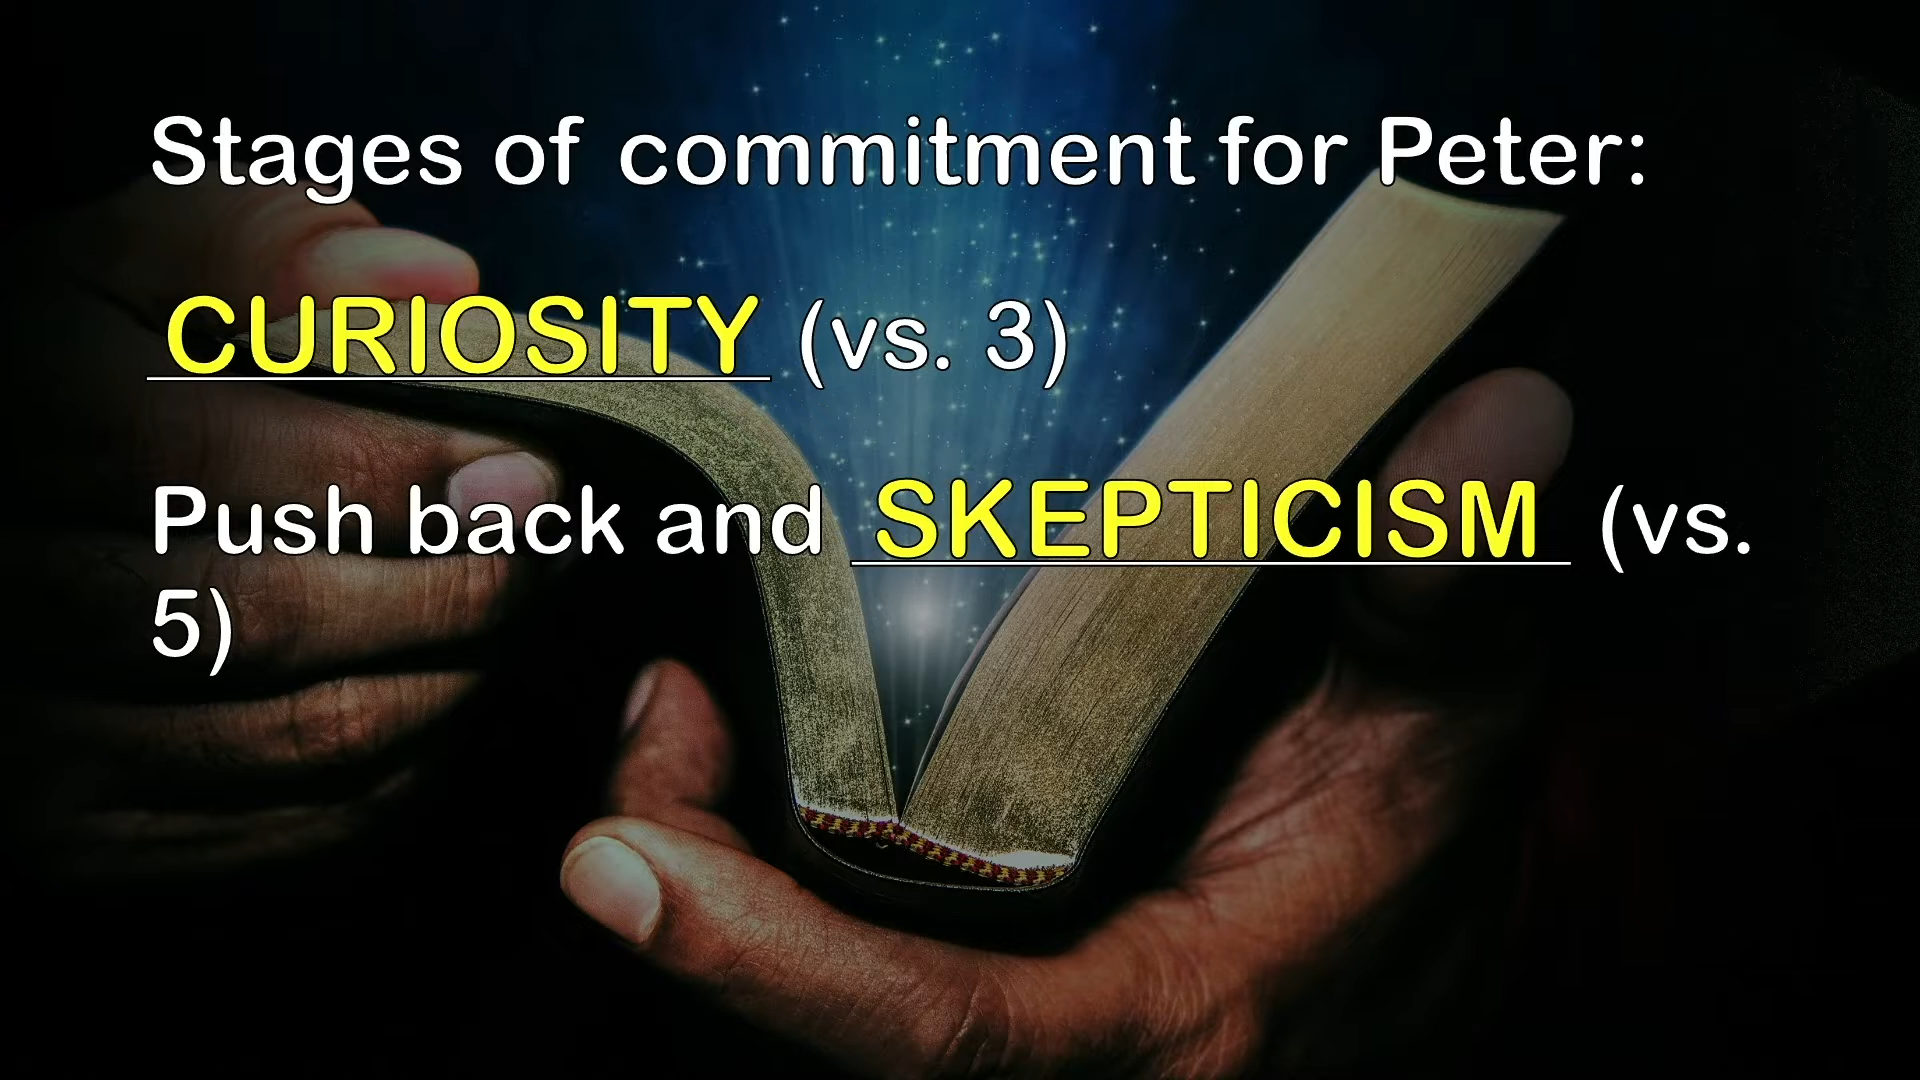 Stages of commitment for Peter:
CURIOSITY (vs. 3)
Push back and SKEPTICISM (vs.
5)